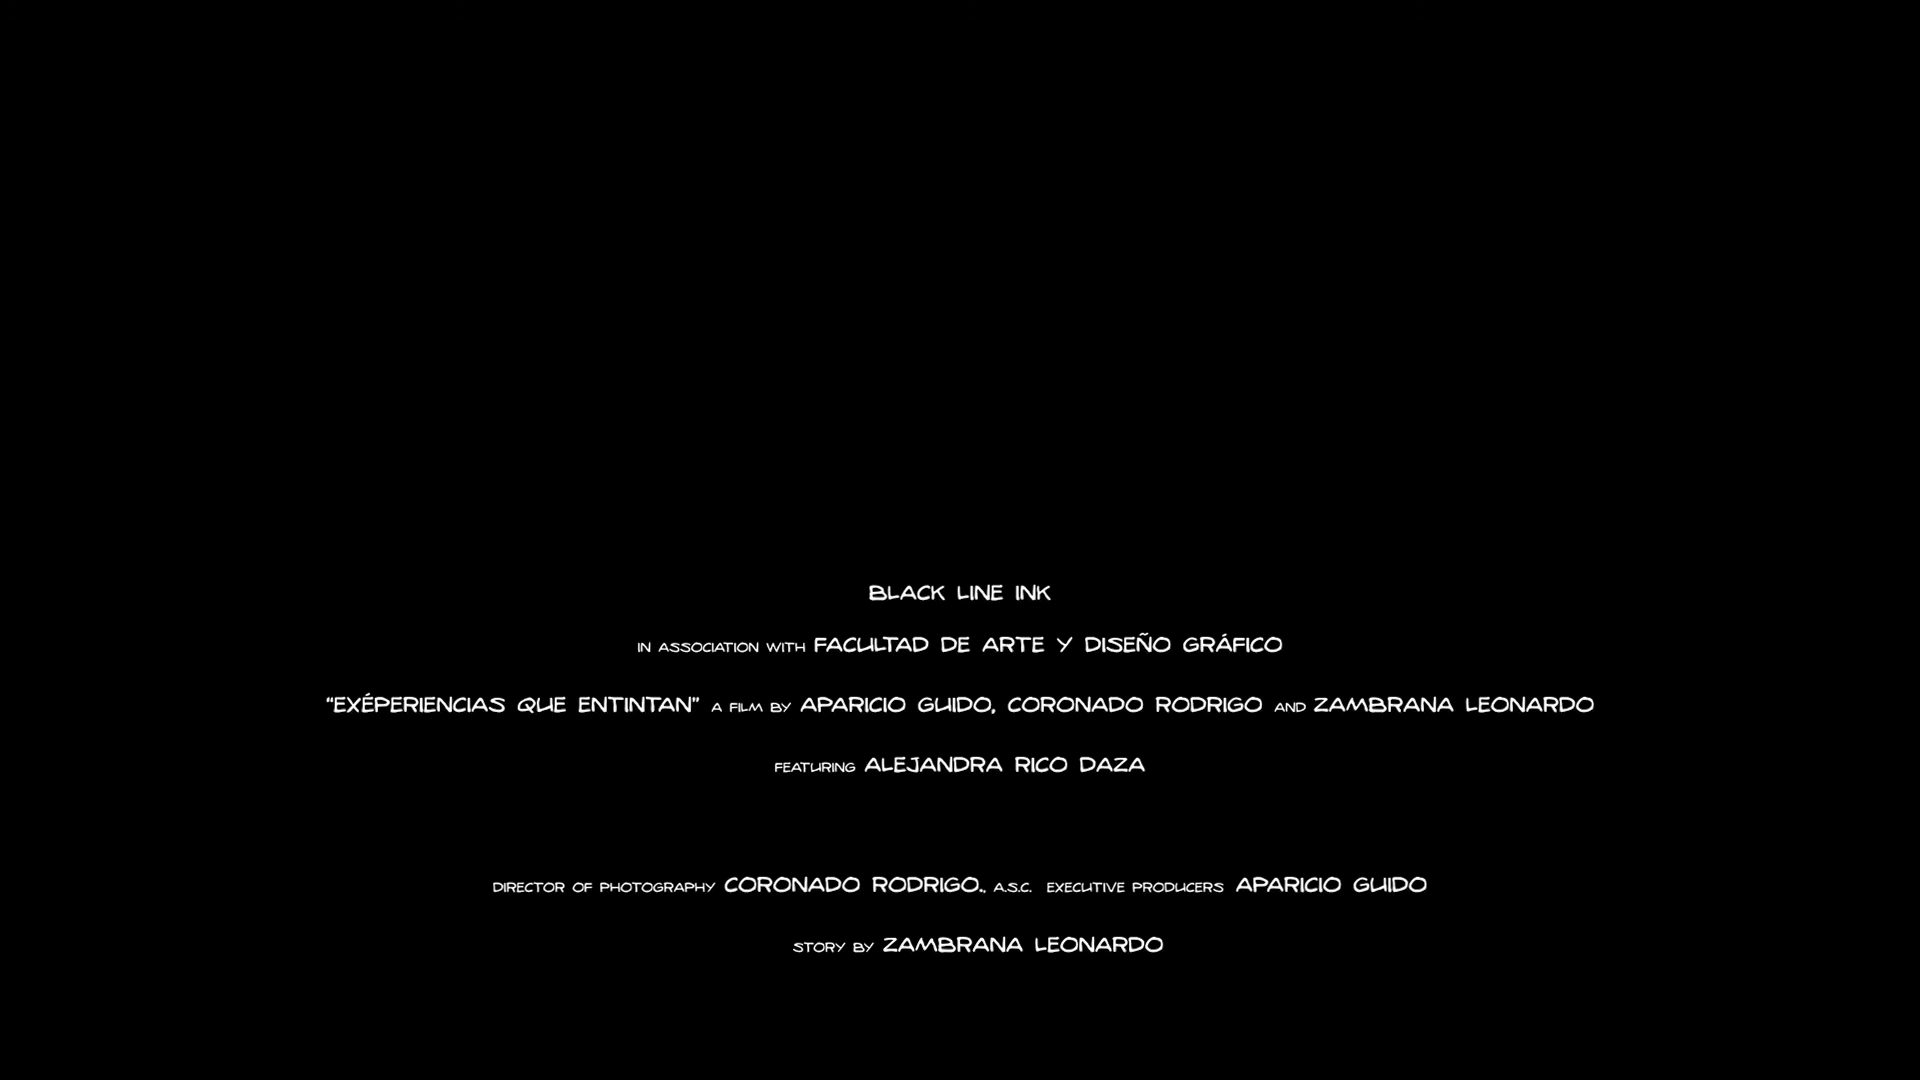 BLACK LINE INK
IN ASSOCIATION WITH FACULTAD DE ARTE Y DISEÑO GRÁFICO
“EXÉPERIENCIAS QUE ENTINTAN” A FILM BY APARICIO GUIDO, CORONADO RODRIGO AND ZAMBRANA LEONARDO
FEATURING ALEJANDRA RICO DAZA
DIRECTOR OF PHOTOGRAPHY CORONADO RODRIGO., A.S.C. EXECUTIVE PRODUCERS APARICIO GUIDO
STORY BY ZAMBRANA LEONARDO